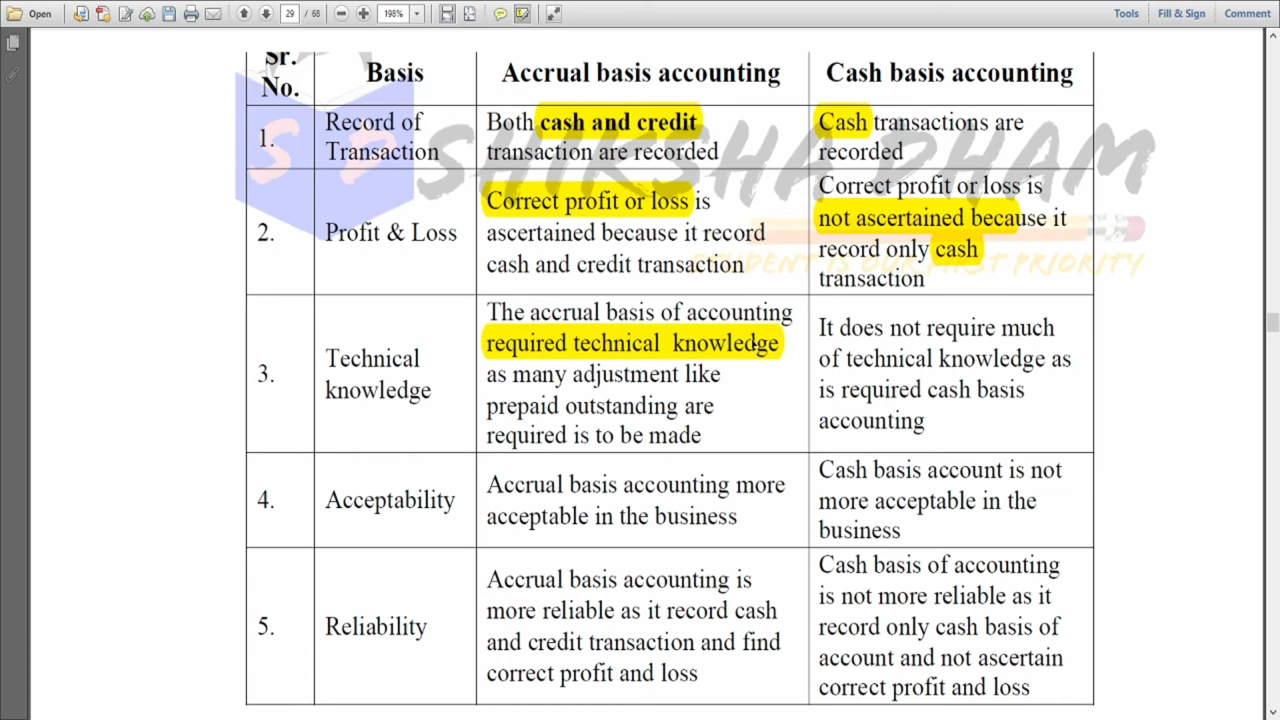 Open
29 / 68
198%
Tools
Fill & Sign
Comment
Sr. No.
Basis
Accrual basis accounting
Cash basis accounting
1.
Record of
Transaction
Both cash and credit
transaction are recorded
Cash transactions are
recorded
2.
Profit & Loss
Correct profit or loss is
ascertained because it record
cash and credit transaction
Correct profit or loss is
not ascertained because it
record only cash
transaction
3.
Technical
knowledge
The accrual basis of accounting
required technical knowledge
as many adjustment like
prepaid outstanding are
required is to be made
It does not require much
of technical knowledge as
is required cash basis
accounting
4.
Acceptability
Accrual basis accounting more
acceptable in the business
Cash basis account is not
more acceptable in the
business
5.
Reliability
Accrual basis accounting is
more reliable as it record cash
and credit transaction and find
correct profit and loss
Cash basis of accounting
is not more reliable as it
record only cash basis of
account and not ascertain
correct profit and loss
SHIKSHA DHAM
STUDENT IS OUR FIRST PRIORITY